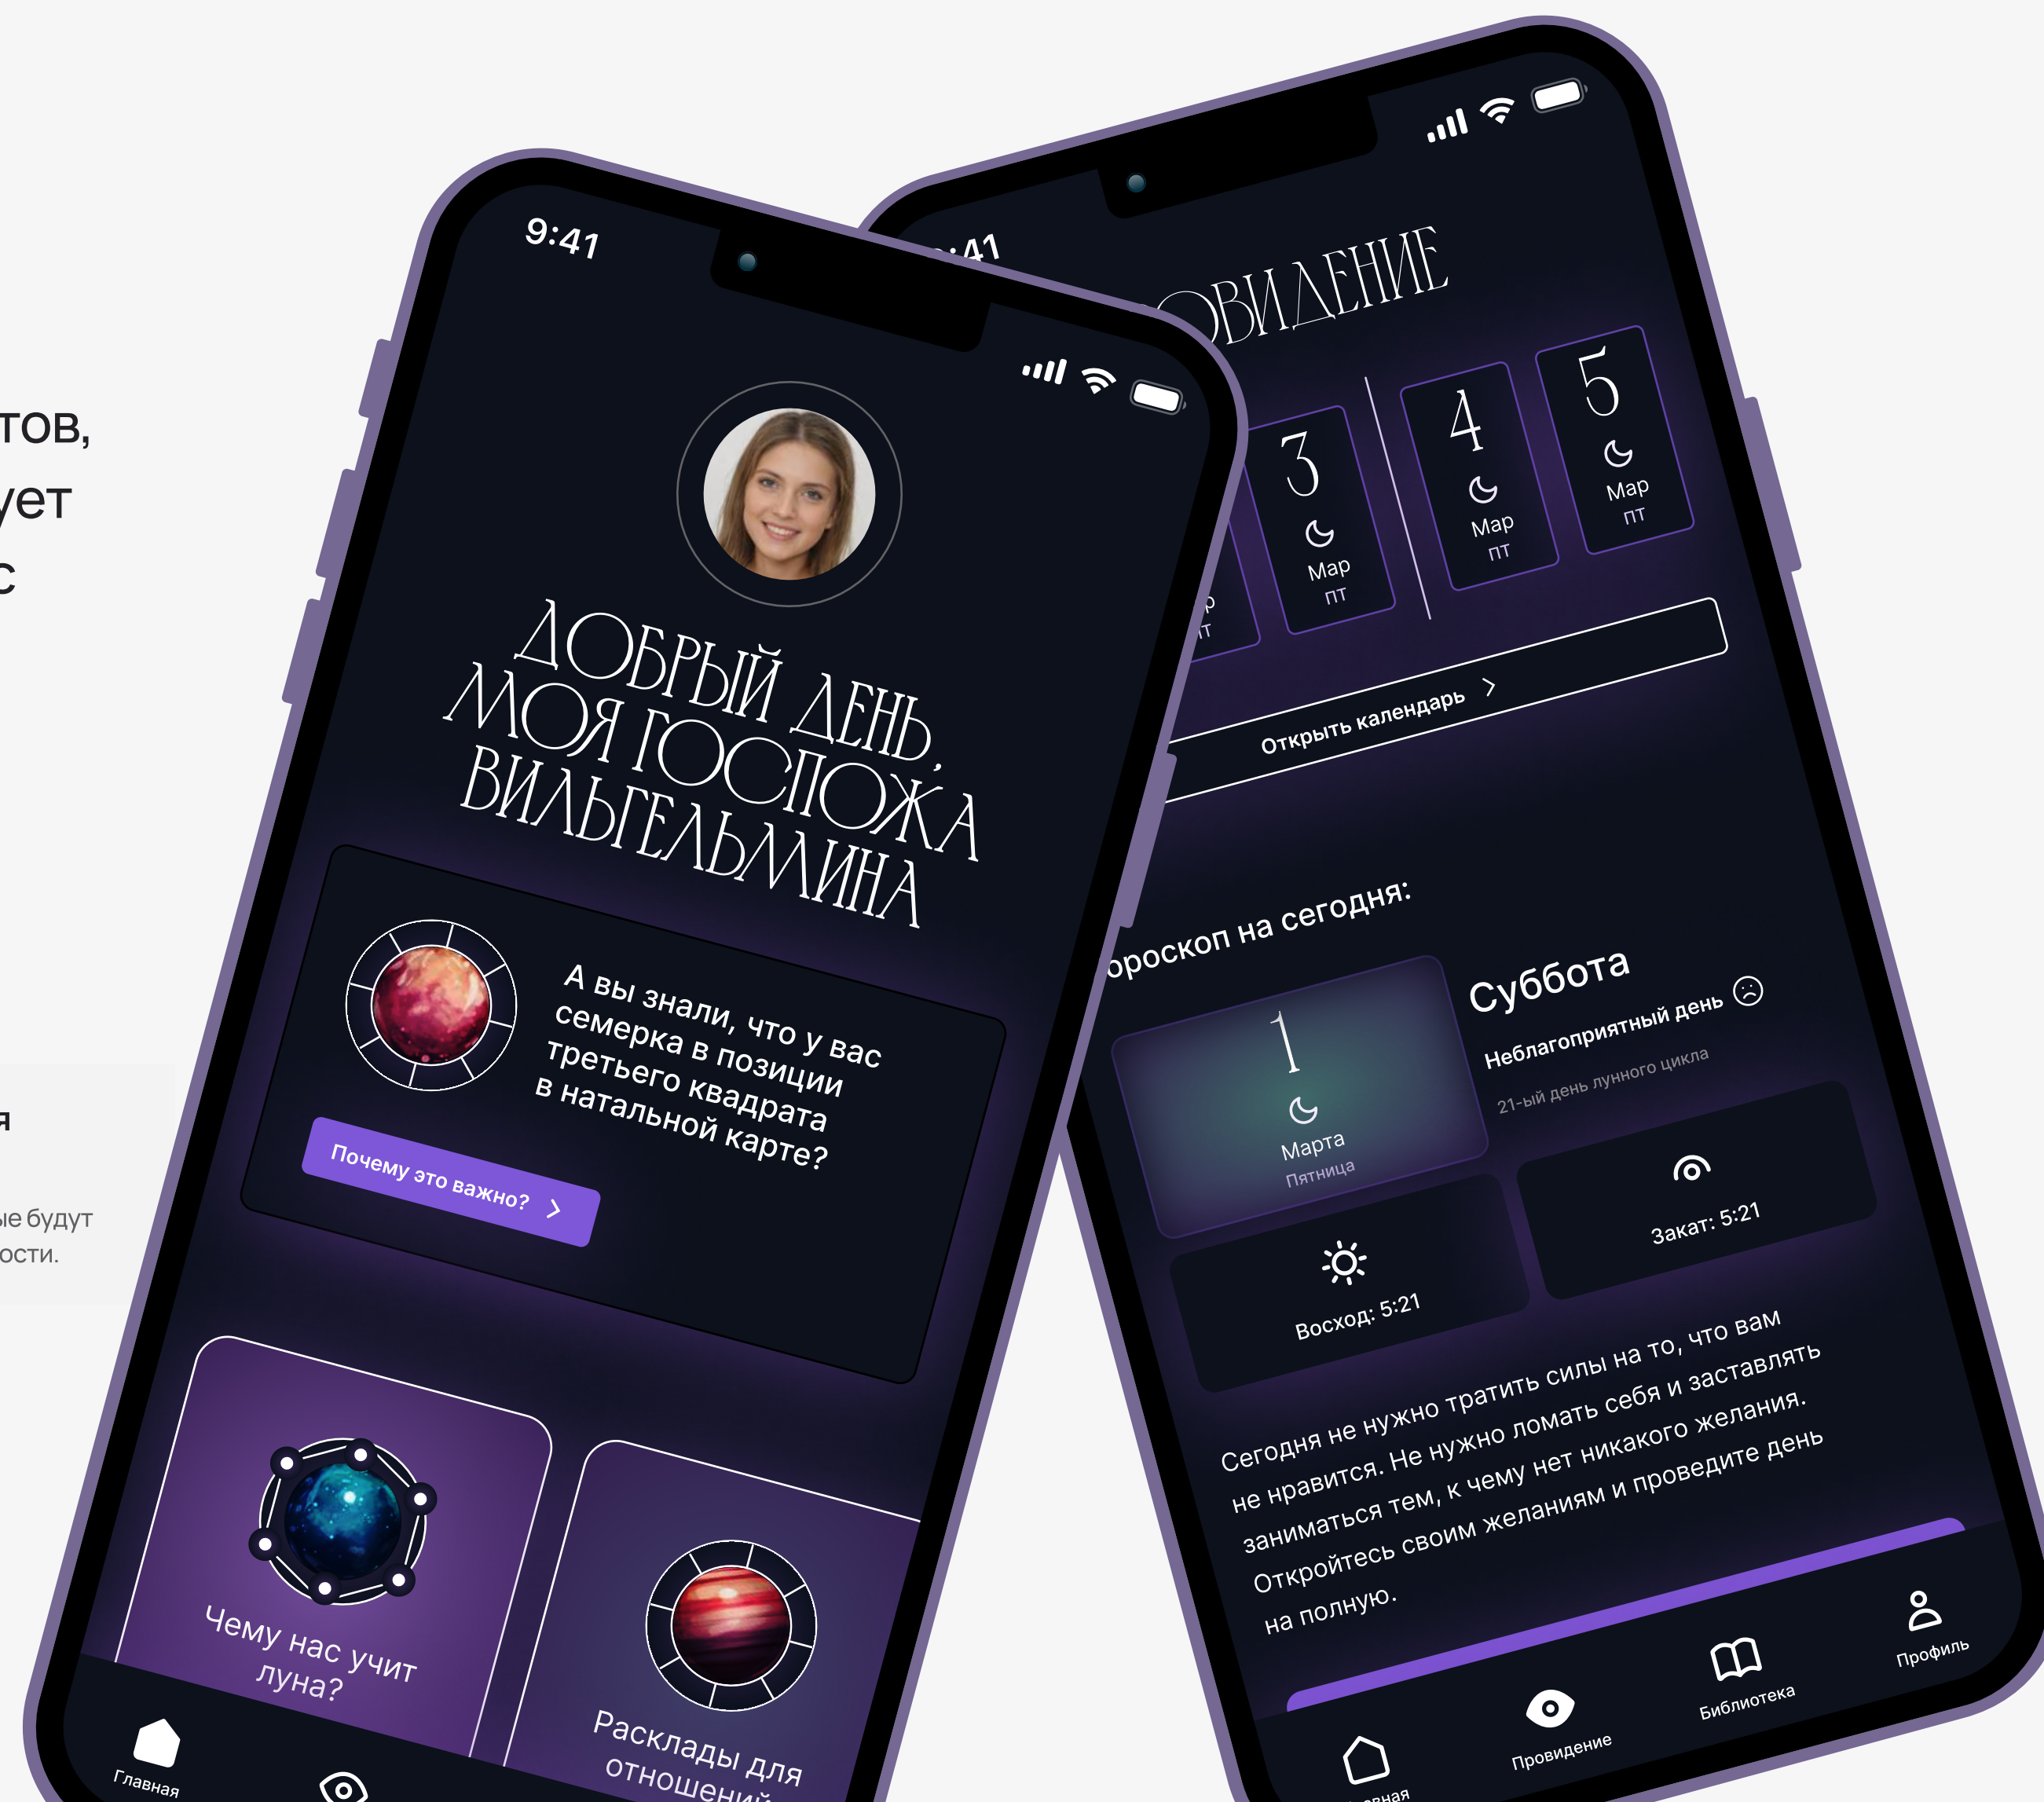 тов,
ует
с
я
ые будут
ости.
9:41
ДОБРЫЙ ДЕНЬ,
МОЯ ГОСПОЖА
ВИЛЬГЕЛЬМИНА
А вы знали, что у вас
семерка в позиции
третьего квадрата
в натальной карте?
Почему это важно?
Чему нас учит
луна?
Расклады для
отношений
Главная
:41
ОВИДЕНИЕ
3
Мар
ПТ
4
Мар
ПТ
5
Мар
ПТ
Открыть календарь
ороскоп на сегодня:
1
Марта
Пятница
Суббота
Неблагоприятный день
21-ый день лунного цикла
Восход: 5:21
Закат: 5:21
Сегодня не нужно тратить силы на то, что вам
не нравится. Не нужно ломать себя и заставлять
заниматься тем, к чему нет никакого желания.
Откройтесь своим желаниям и проведите день
на полную.
Провидение
Библиотека
Профиль